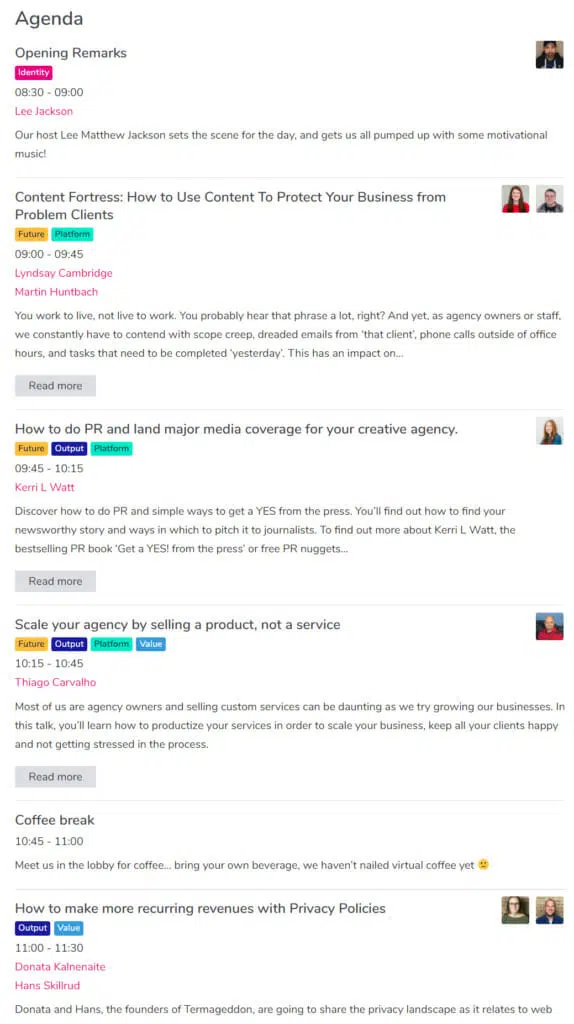 Agenda
Opening Remarks
Identity
08:30 - 09:00
Lee Jackson
Our host Lee Matthew Jackson sets the scene for the day, and gets us all pumped up with some motivational
music!
Content Fortress: How to Use Content To Protect Your Business from
Problem Clients
Future Platform
09:00 - 09:45
Lyndsay Cambridge
Martin Huntbach
You work to live, not live to work. You probably hear that phrase a lot, right? And yet, as agency owners or staff,
we constantly have to contend with scope creep, dreaded emails from ‘that client’, phone calls outside of office
hours, and tasks that need to be completed ‘yesterday’. This has an impact on...
Read more
How to do PR and land major media coverage for your creative agency.
Future Output Platform
09:45 - 10:15
Kerri L Watt
Discover how to do PR and simple ways to get a YES from the press. You’ll find out how to find your
newsworthy story and ways in which to pitch it to journalists. To find out more about Kerri L Watt, the
bestselling PR book ‘Get a YES! from the press’ or free PR nuggets...
Read more
Scale your agency by selling a product, not a service
Future Output Platform Value
10:15 - 10:45
Thiago Carvalho
Most of us are agency owners and selling custom services can be daunting as we try growing our businesses. In
this talk, you’ll learn how to productize your services in order to scale your business, keep all your clients happy
and not getting stressed in the process.
Read more
Coffee break
10:45 - 11:00
Meet us in the lobby for coffee... bring your own beverage, we haven’t nailed virtual coffee yet 🙁
How to make more recurring revenues with Privacy Policies
Output Value
11:00 - 11:30
Donata Kalnenaite
Hans Skillrud
Donata and Hans, the founders of Termageddon, are going to share the privacy landscape as it relates to web